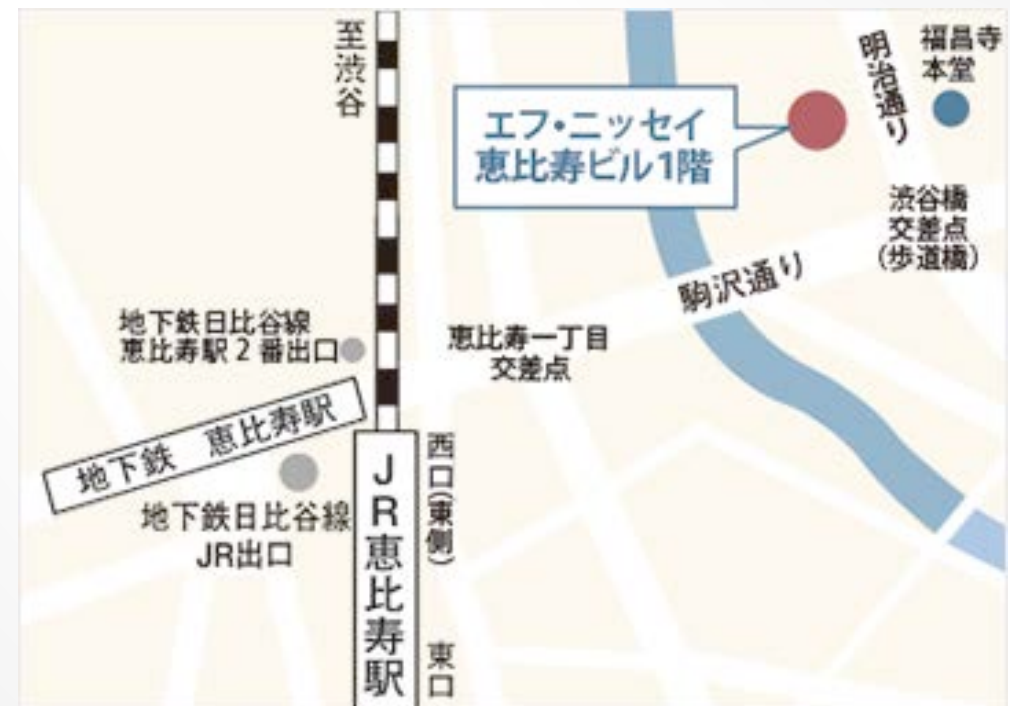 至渋谷
エフ・ニッセイ
恵比寿ビル1階
明治通り
福昌寺
本堂
渋谷橋
交差点
(歩道橋)
駒沢通り
地下鉄日比谷線
恵比寿駅2番出口
恵比寿一丁目
交差点
地下鉄 恵比寿駅
地下鉄日比谷線
JR出口
JR恵比寿駅
西口(東側)
東口